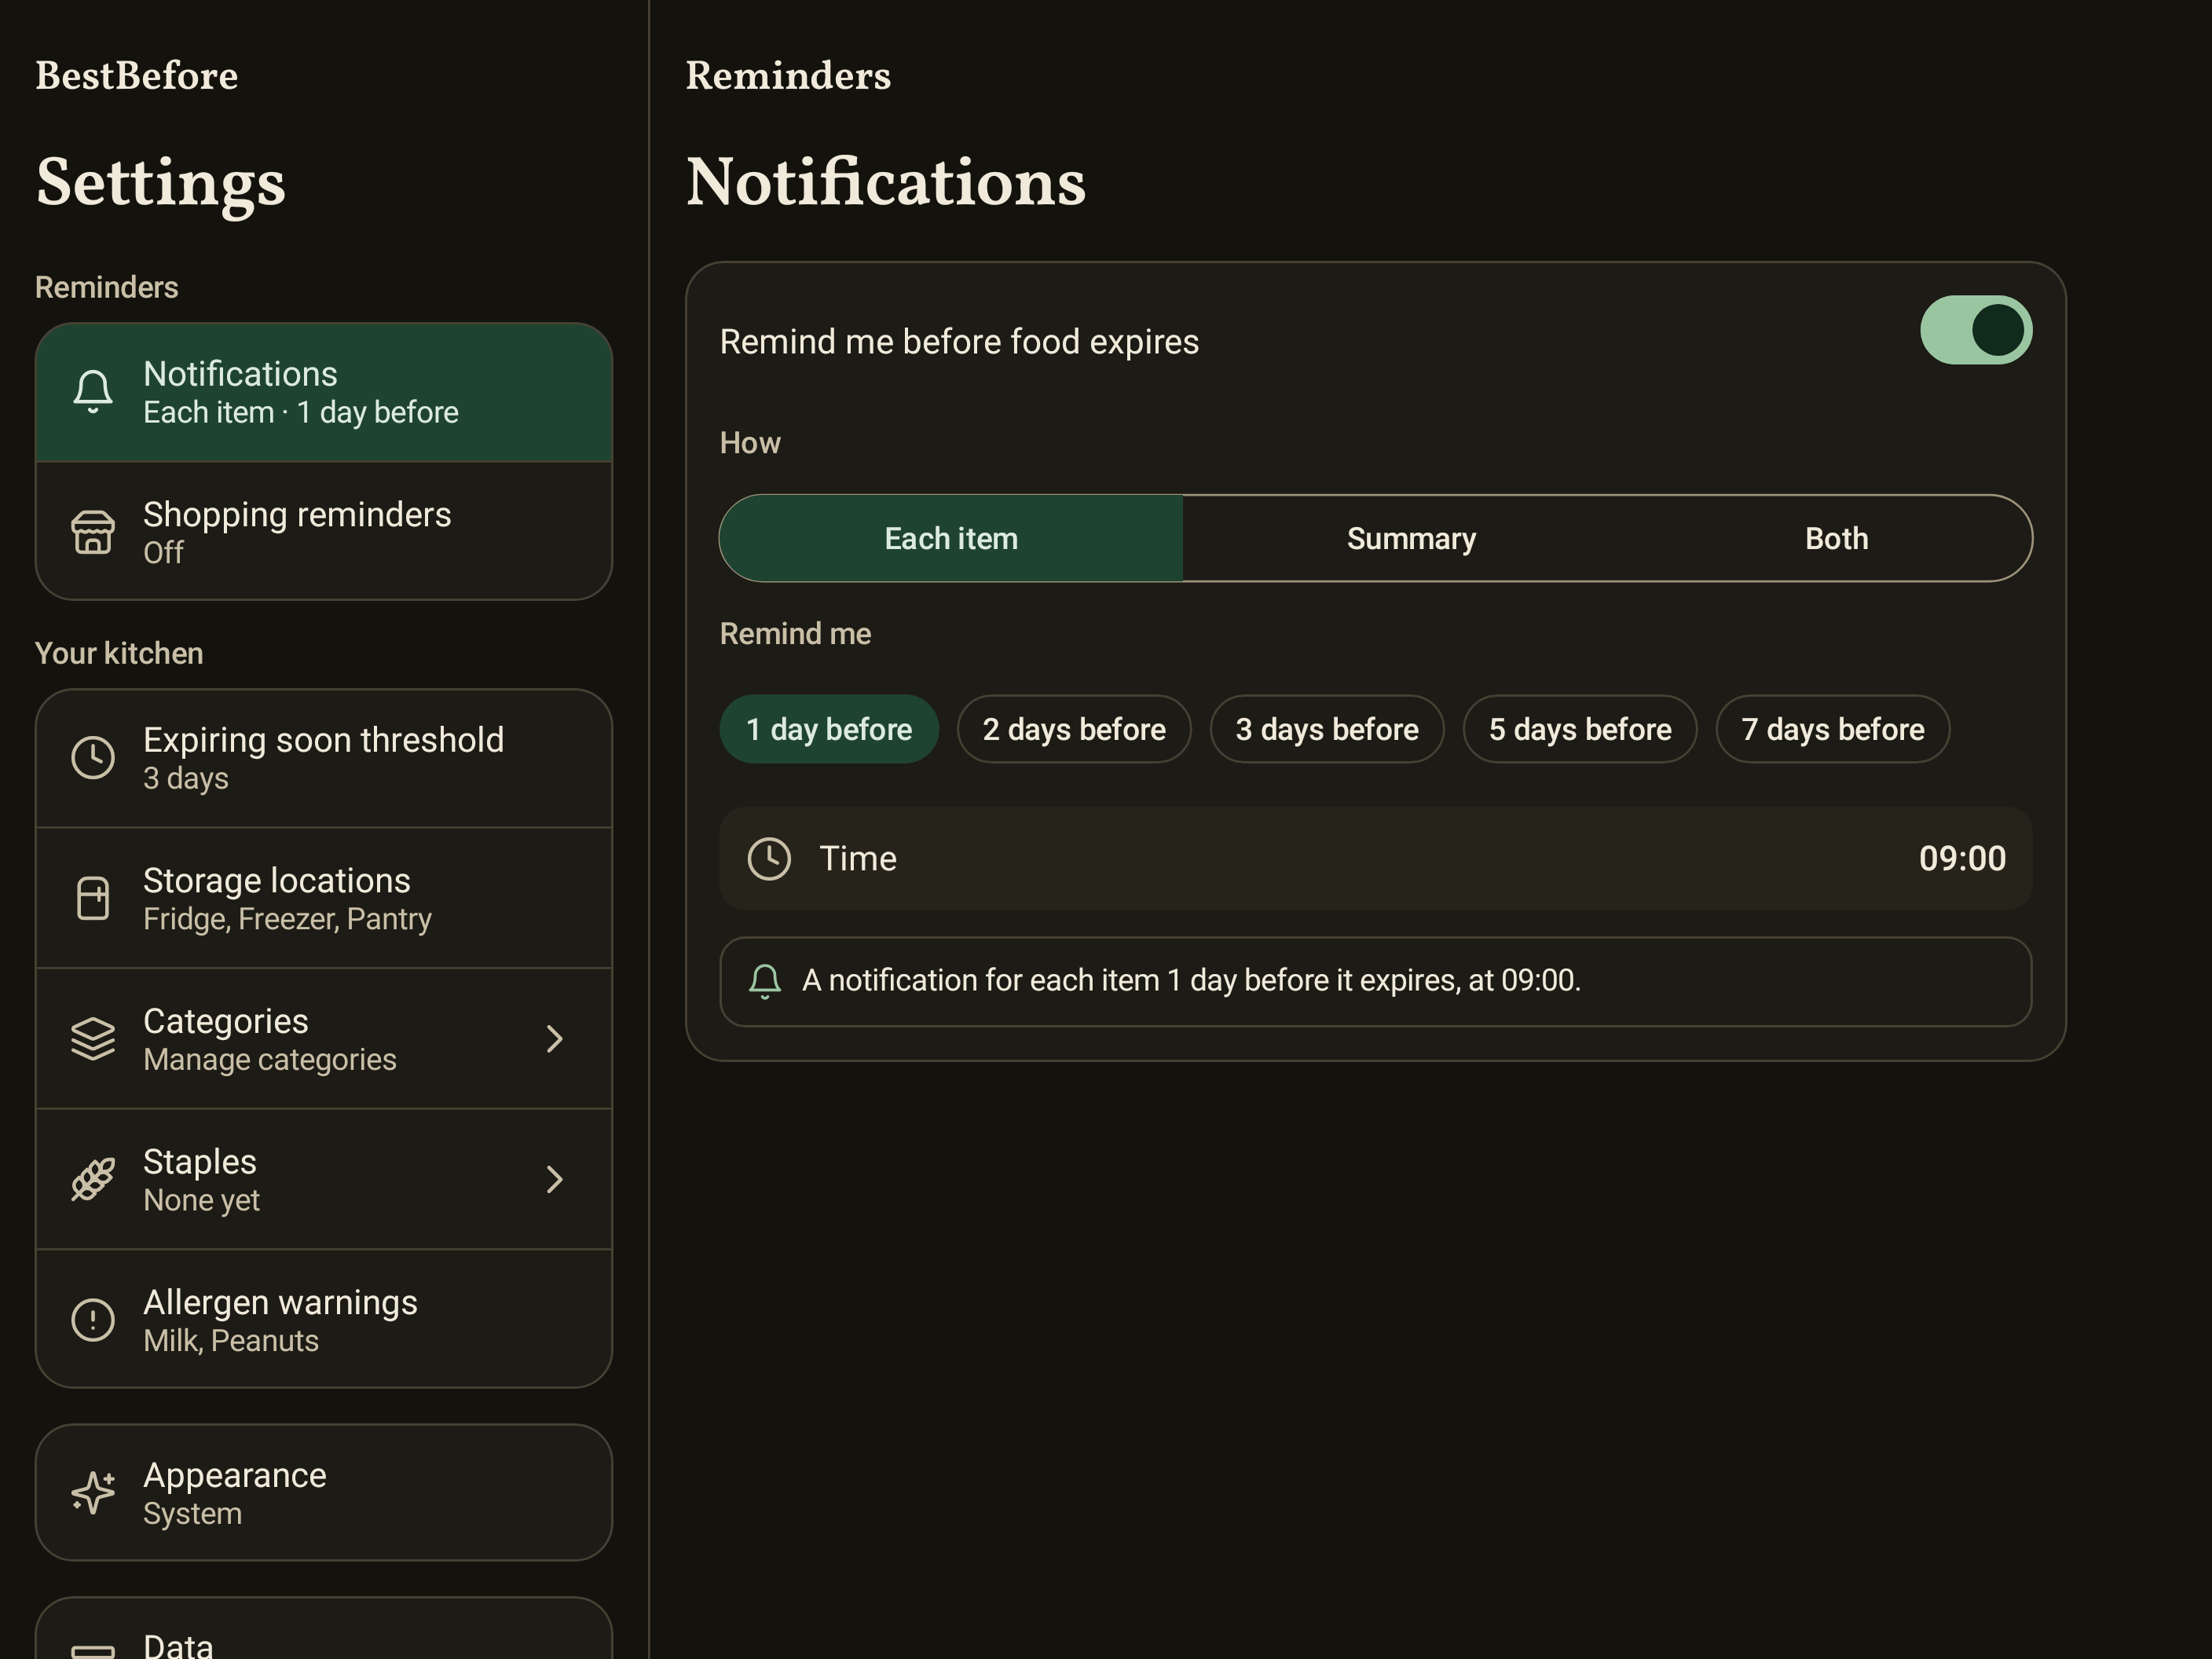 BestBefore
Settings
Reminders
Notifications
Each item · 1 day before
Shopping reminders
Off
Your kitchen
Expiring soon threshold
3 days
Storage locations
Fridge, Freezer, Pantry
Categories
Manage categories
Staples
None yet
Allergen warnings
Milk, Peanuts
Appearance
System
Data
Reminders
Notifications
Remind me before food expires
How
Each item Summary Both
Remind me
1 day before 2 days before 3 days before 5 days before 7 days before
Time 09:00
A notification for each item 1 day before it expires, at 09:00.